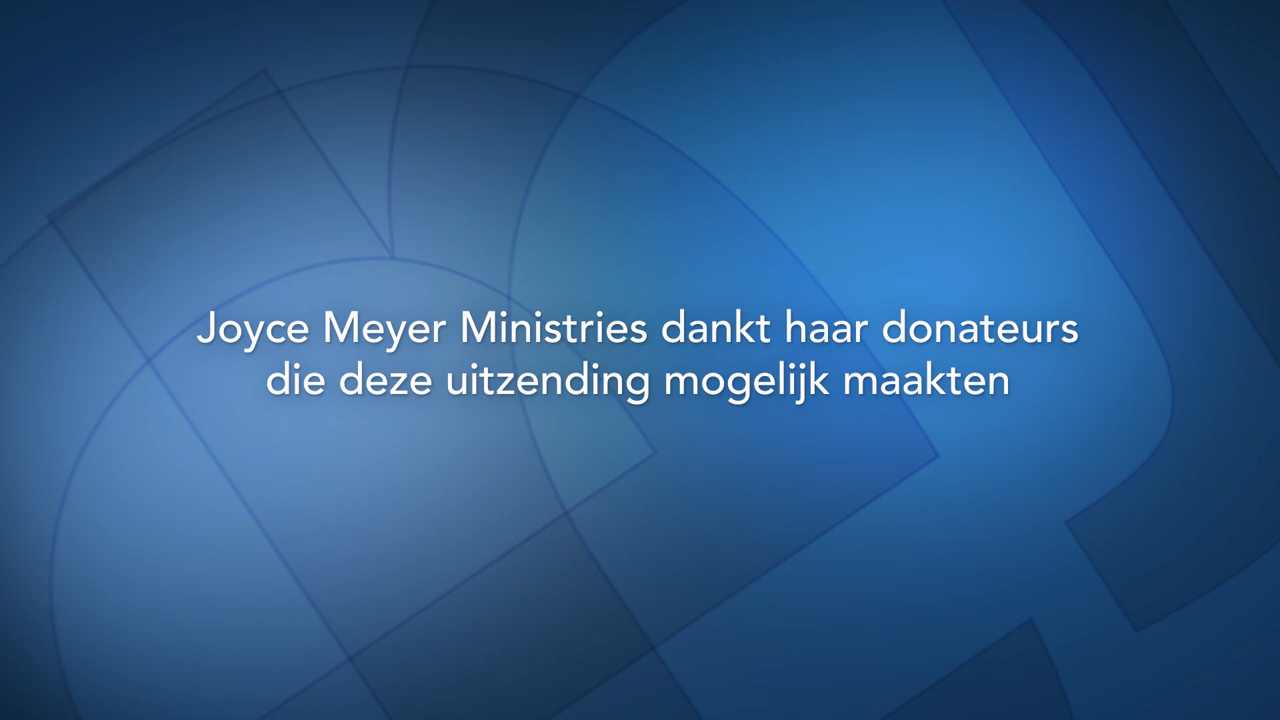 Joyce Meyer Ministries dankt haar donateurs
die deze uitzending mogelijk maakten